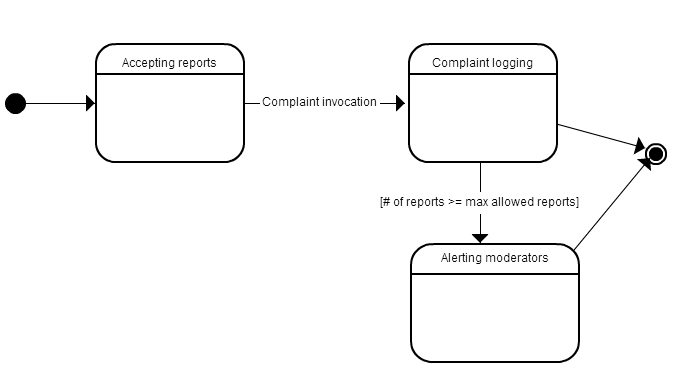 Accepting reports
Complaint invocation
Complaint logging
[# of reports >= max allowed reports]
Alerting moderators